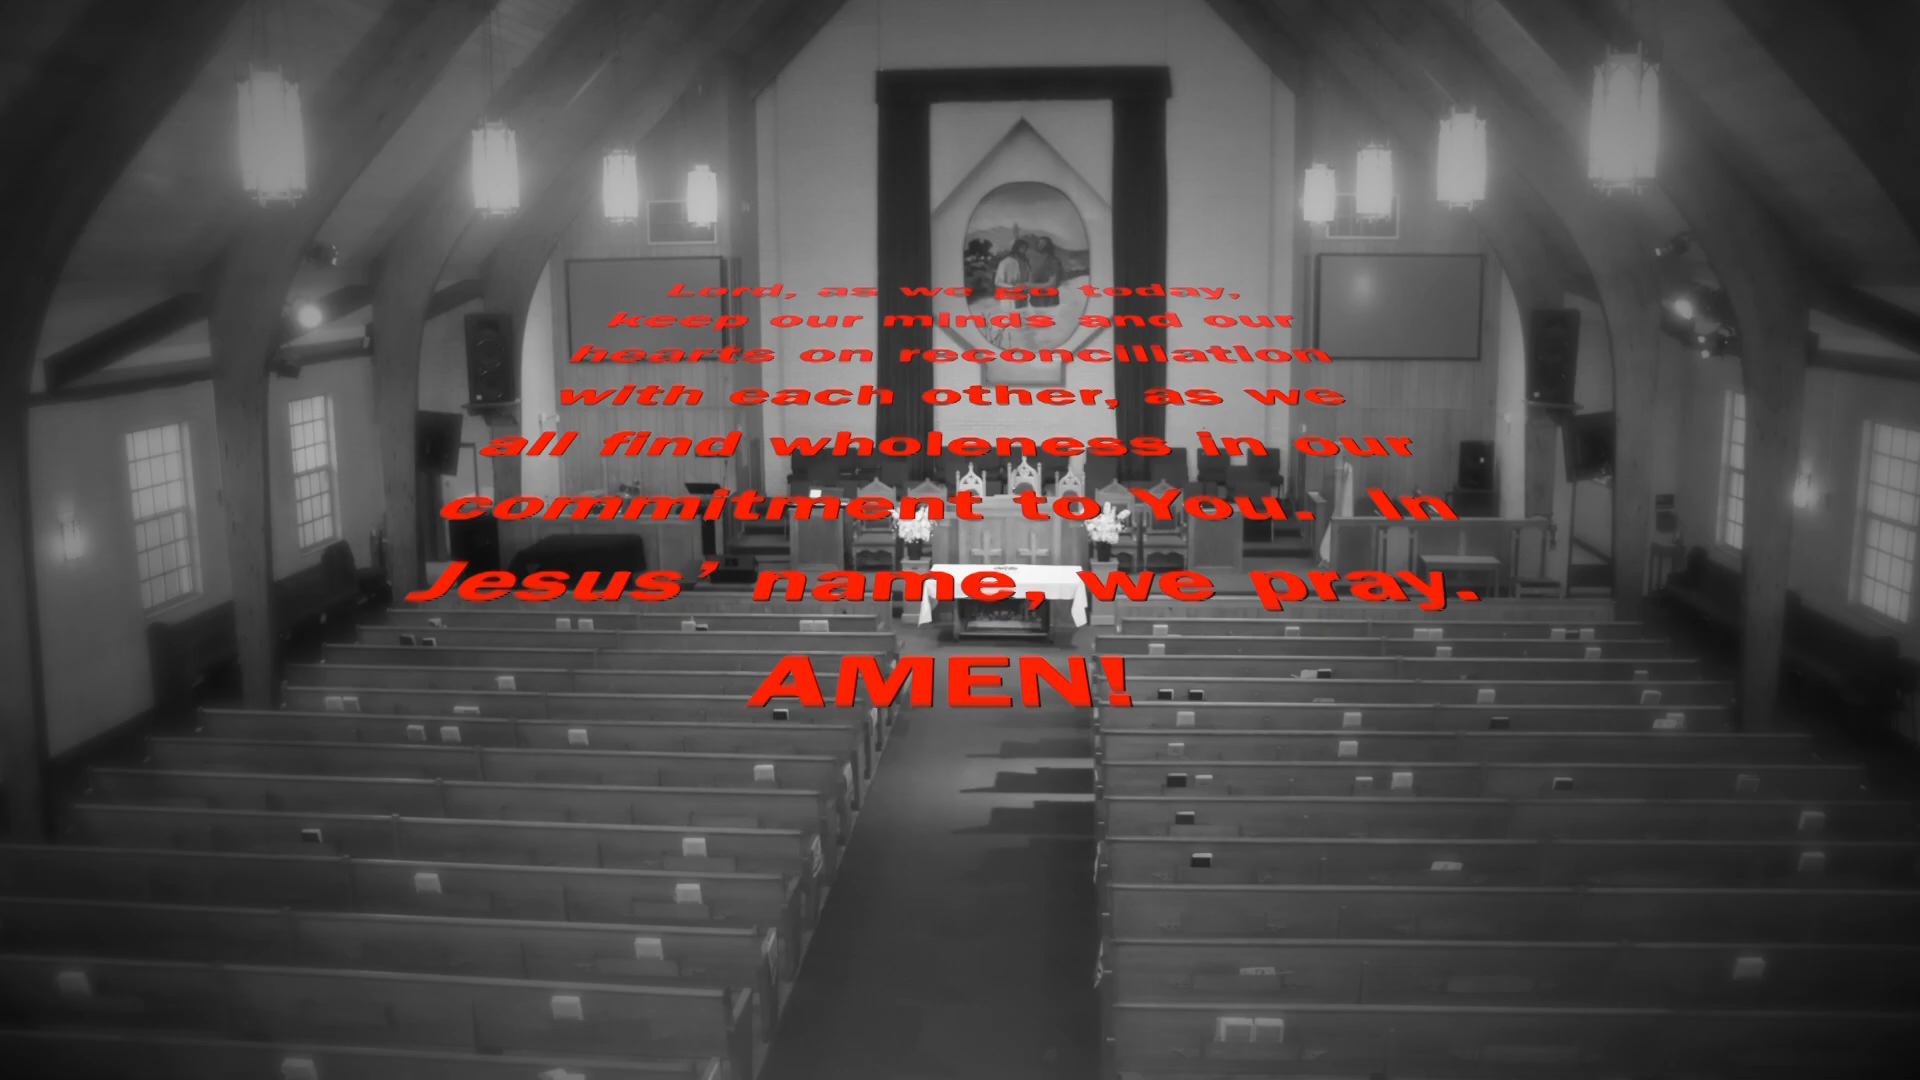 Lord, as we go today,
keep our minds and our
hearts on reconciliation
with each other, as we
all find wholeness in our
commitment to You.  In
Jesus’ name, we pray.
AMEN!